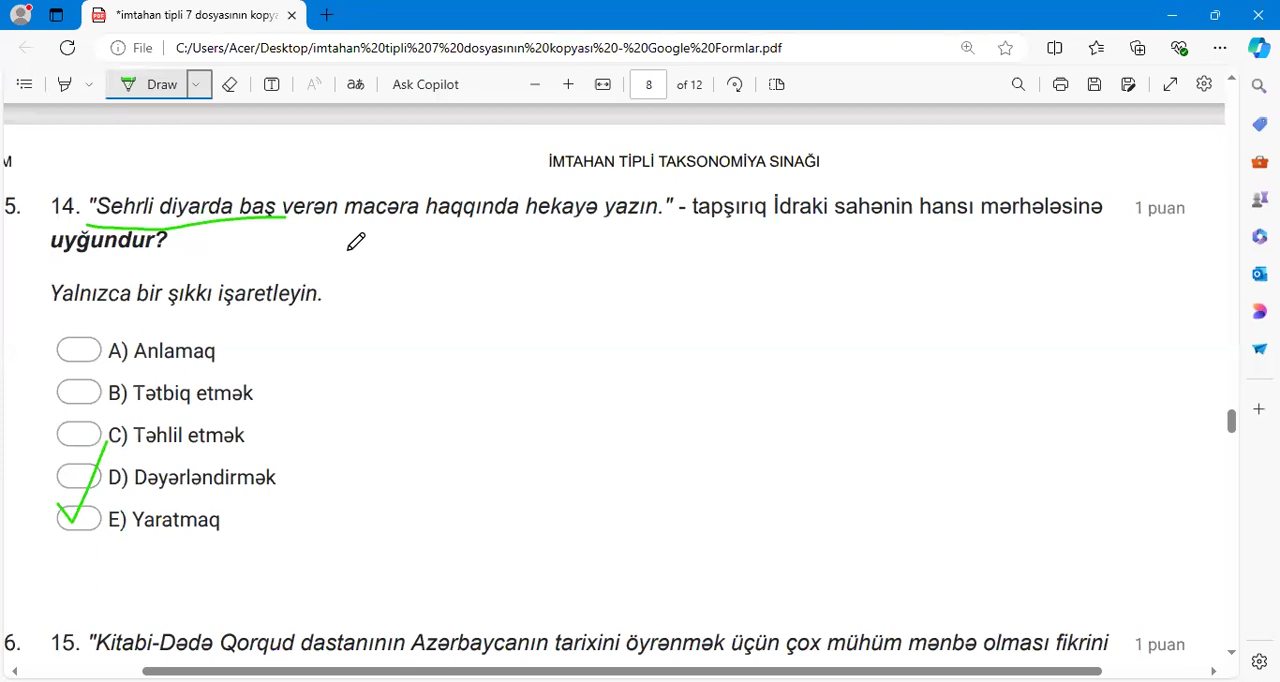 *imtahan tipli 7 dosyasının kopya
File
C:/Users/Acer/Desktop/imtahan%20tipli%207%20dosyasının%20kopyası%20-%20Google%20Formlar.pdf
Draw
Ask Copilot
8
of 12
M
İMTAHAN TİPLİ TAKSONOMİYA SINAĞI
5.
14. "Sehrli diyarda baş verən macəra haqqında hekayə yazın." - tapşırıq İdraki sahənin hansı mərhələsinə
1 puan
uyğundur?
Yalnızca bir şıkkı işaretleyin.
A) Anlamaq
B) Tətbiq etmək
C) Təhlil etmək
D) Dəyərləndirmək
E) Yaratmaq
6.
15. "Kitabi-Dədə Qorqud dastanının Azərbaycanın tarixini öyrənmək üçün çox mühüm mənbə olması fikrini
1 puan